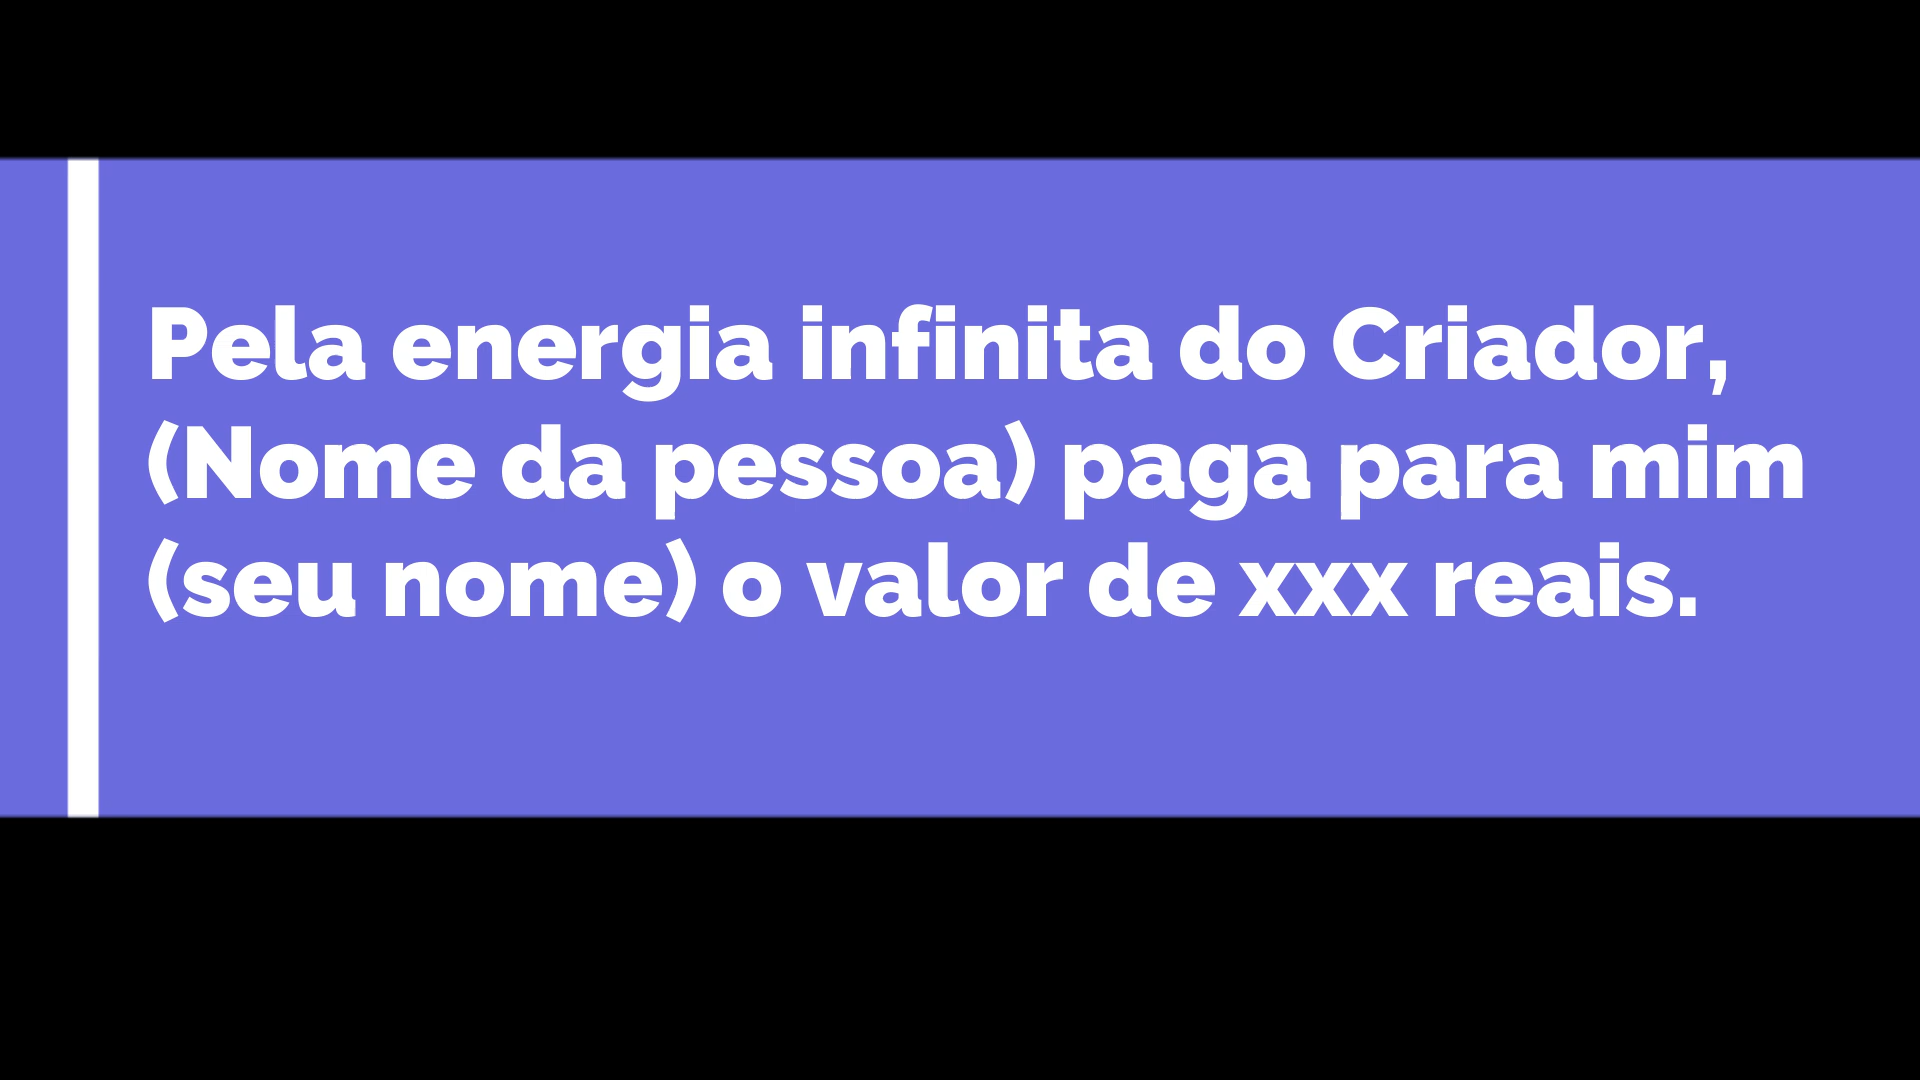 Pela energia infinita do Criador,
(Nome da pessoa) paga para mim
(seu nome) o valor de xxx reais.